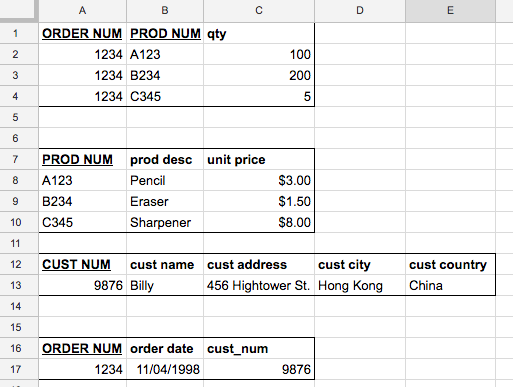 A B C D E
1 ORDER NUM PROD NUM qty
2 1234 A123 100
3 1234 B234 200
4 1234 C345 5
5
6
7 PROD NUM prod desc unit price
8 A123 Pencil $3.00
9 B234 Eraser $1.50
10 C345 Sharpener $8.00
11
12 CUST NUM cust name cust address cust city cust country
13 9876 Billy 456 Hightower St. Hong Kong China
14
15
16 ORDER NUM order date cust_num
17 1234 11/04/1998 9876